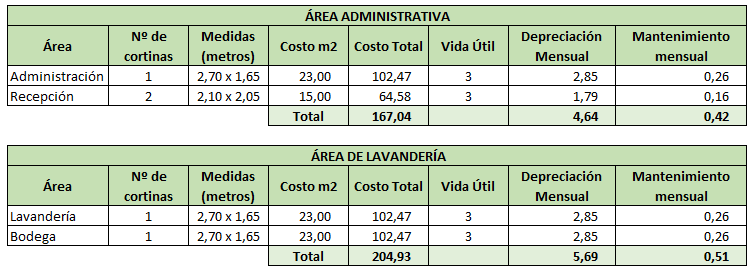 ÁREA ADMINISTRATIVA
Área Nº de cortinas Medidas (metros) Costo m2 Costo Total Vida Útil Depreciación Mensual Mantenimiento mensual
Administración 1 2,70 x 1,65 23,00 102,47 3 2,85 0,26
Recepción 2 2,10 x 2,05 15,00 64,58 3 1,79 0,16
Total 167,04 4,64 0,42
ÁREA DE LAVANDERÍA
Área Nº de cortinas Medidas (metros) Costo m2 Costo Total Vida Útil Depreciación Mensual Mantenimiento mensual
Lavandería 1 2,70 x 1,65 23,00 102,47 3 2,85 0,26
Bodega 1 2,70 x 1,65 23,00 102,47 3 2,85 0,26
Total 204,93 5,69 0,51